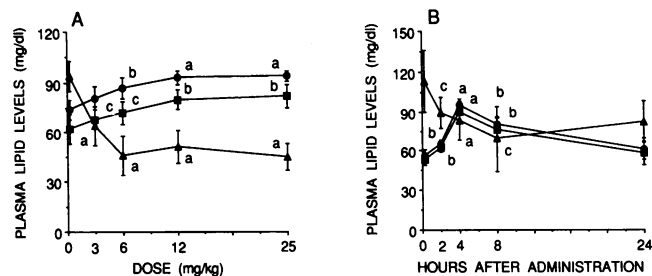 A
PLASMA LIPID LEVELS (mg/dl)
150
120
90
60
30
0
a
a
b
b
b
c
c
a
a
a
a
0 3 6 12 25
DOSE (mg/kg)
B
PLASMA LIPID LEVELS (mg/dl)
150
120
90
60
30
0
c
a
a
b
b
b
b
a
c
0 2 4 8 24
HOURS AFTER ADMINISTRATION